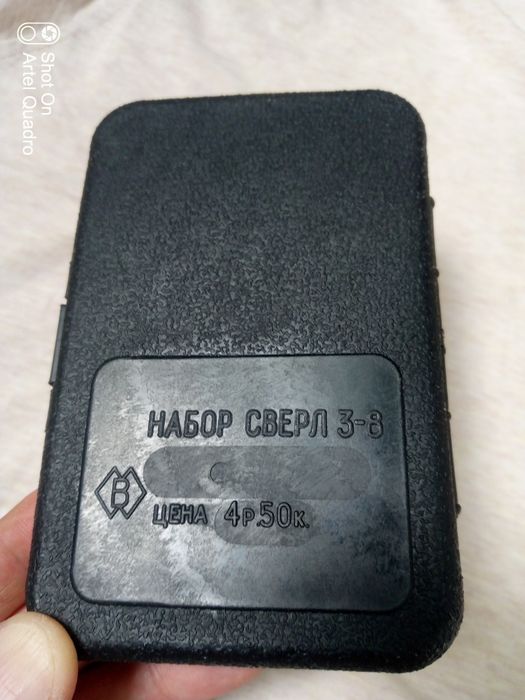 Shot On
Artel Quadro
НАБОР СВЕРЛ 3-8
В
ЦЕНА 4р.50к.